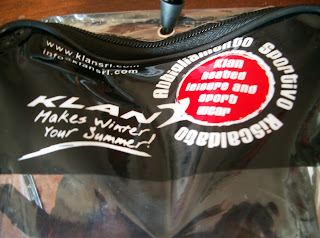 www.klansrl.com
info@klansrl.com
KLAN
Makes Winter
Your Summer!
Abbigliamento Sportivo Riscaldato
Klan
heated
leisure and
sport
wear